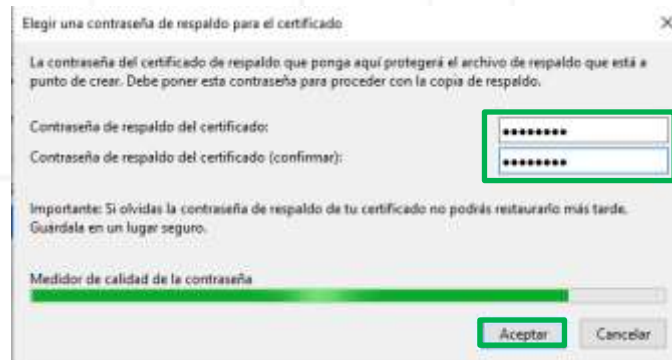 Elegir una contraseña de respaldo para el certificado
La contraseña del certificado de respaldo que ponga aquí protegerá el archivo de respaldo que está a
punto de crear. Debe poner esta contraseña para proceder con la copia de respaldo.
Contraseña de respaldo del certificado:
Contraseña de respaldo del certificado (confirmar):
Importante: Si olvidas la contraseña de respaldo de tu certificado no podrás restaurarlo más tarde.
Guárdala en un lugar seguro.
Medidor de calidad de la contraseña
Aceptar Cancelar